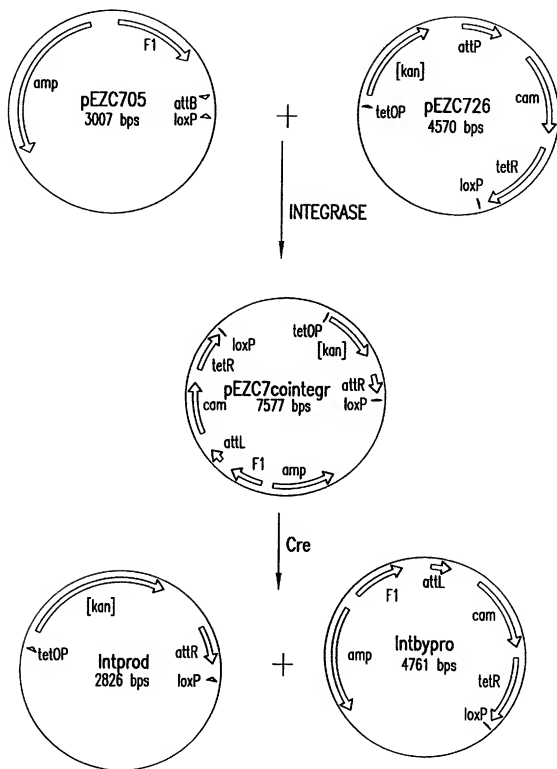 F1
amp
pEZC705
3007 bps
attB
loxP
+
attP
[kan]
cam
pEZC726
4570 bps
tetOP
tetR
loxP
INTEGRASE
tetOP
loxP
[kan]
tetR
attR
pEZC7cointegr
7577 bps
loxP
cam
attL
F1
amp
Cre
[kan]
tetOP
attR
Intprod
2826 bps
loxP
+
attL
F1
cam
Intbypro
4761 bps
amp
tetR
loxP